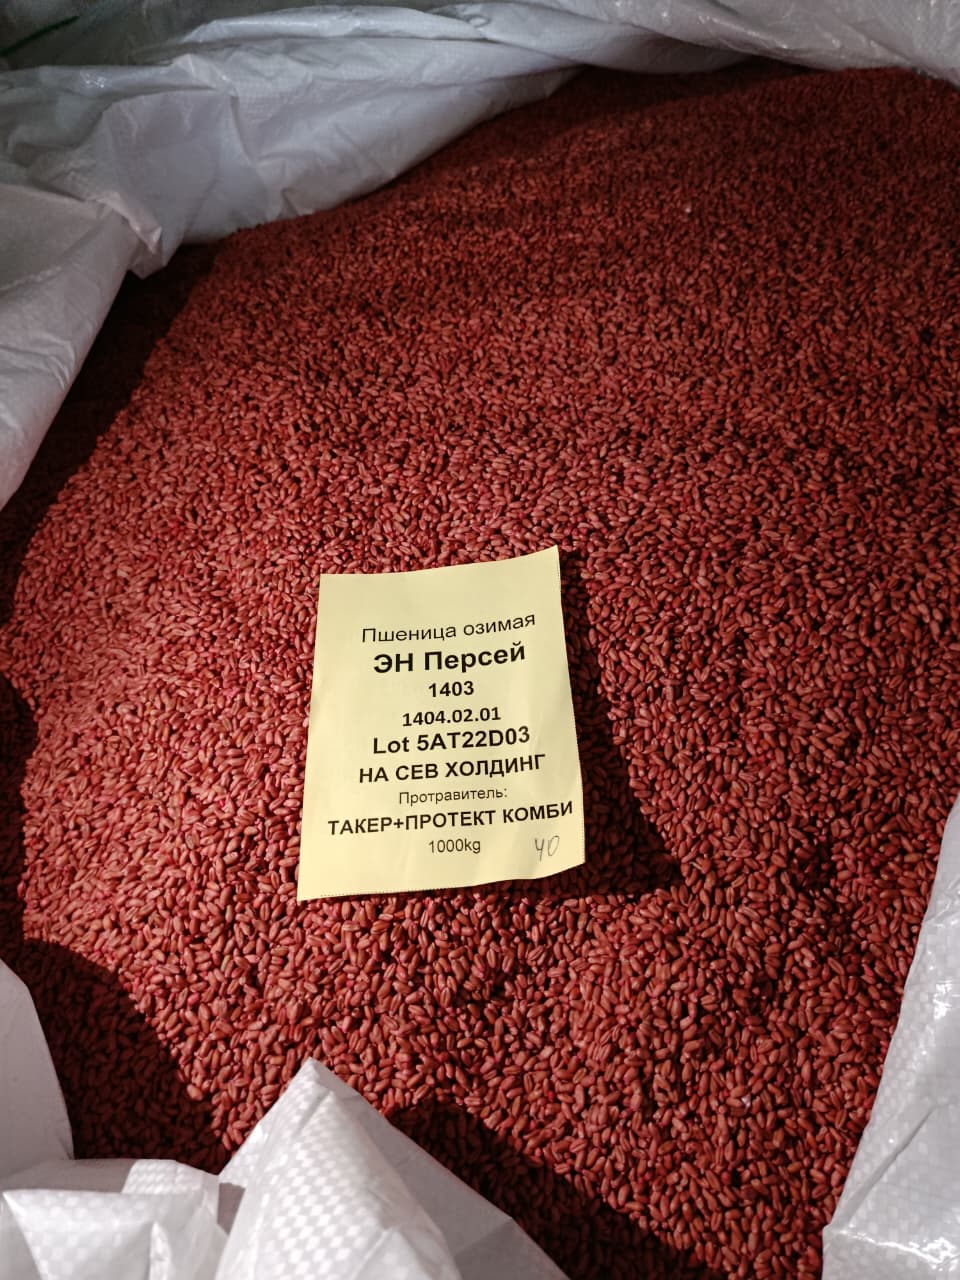 Пшеница озимая
ЭН Персей
1403
1404.02.01
Lot 5AT22D03
НА СЕВ ХОЛДИНГ
Протравитель:
ТАКЕР+ПРОТЕКТ КОМБИ
1000kg 40